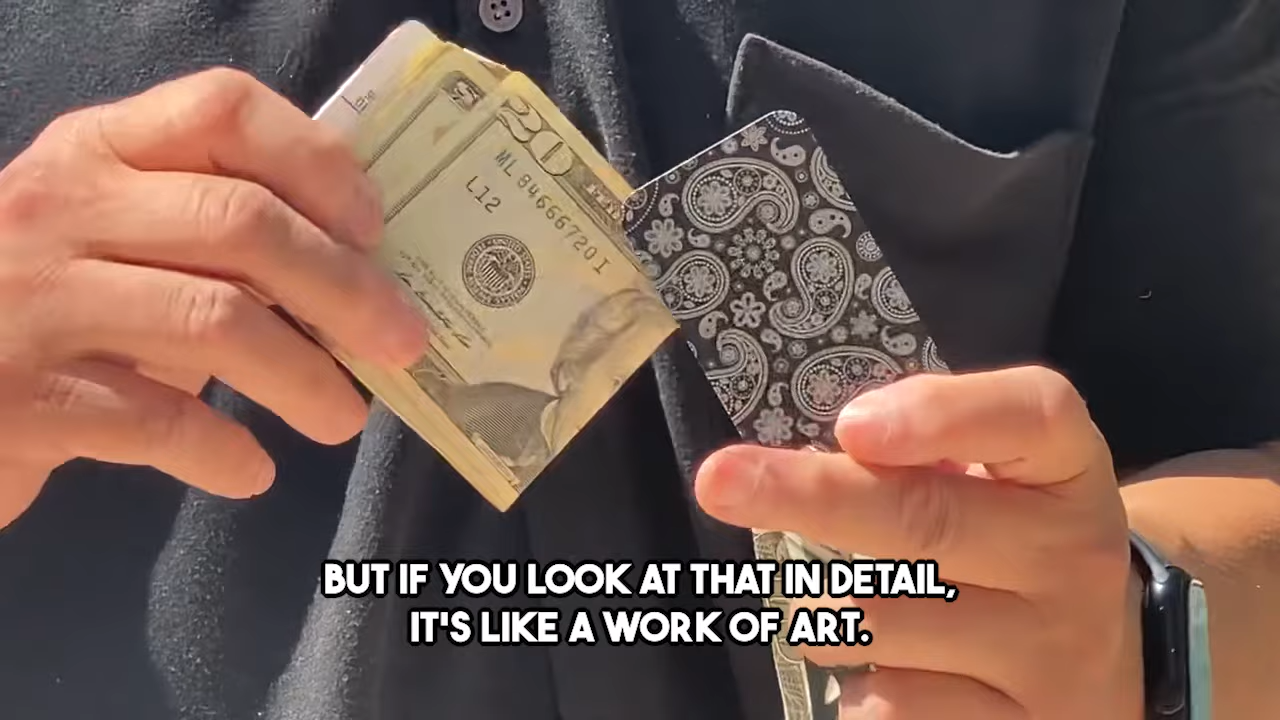 20
ML 84666720 I
L12
BUT IF YOU LOOK AT THAT IN DETAIL,
IT'S LIKE A WORK OF ART.